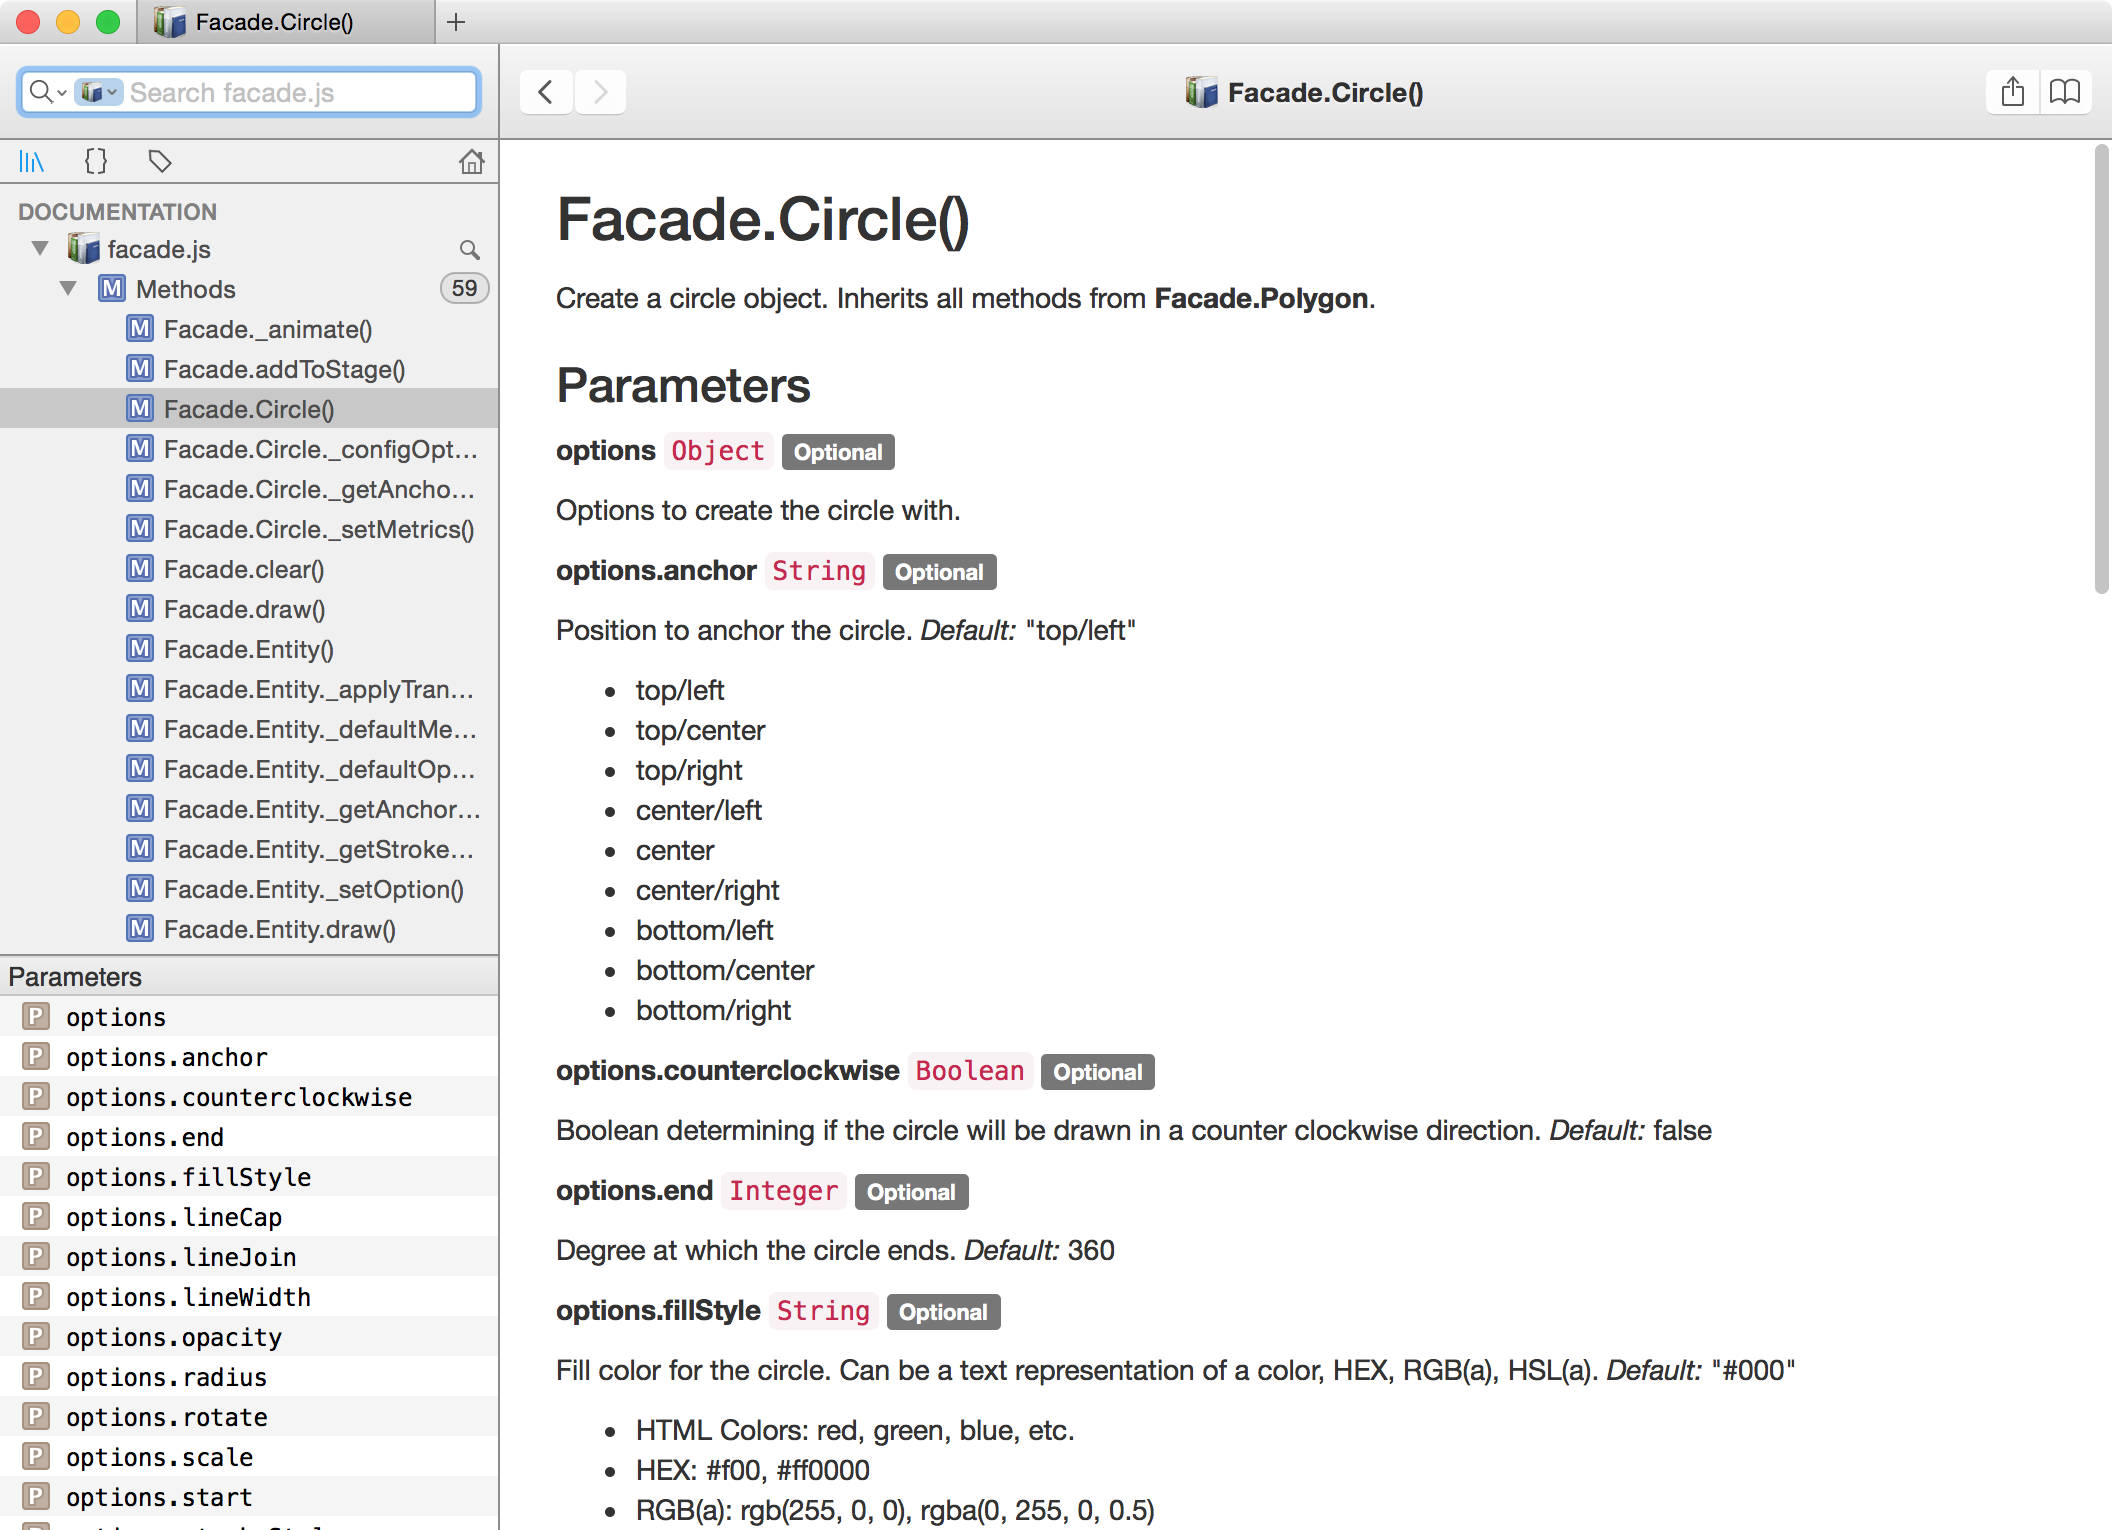 Facade.Circle()
Search facade.js
Facade.Circle()
DOCUMENTATION
facade.js
Methods 59
Facade._animate()
Facade.addToStage()
Facade.Circle()
Facade.Circle._configOpt...
Facade.Circle._getAncho...
Facade.Circle._setMetrics()
Facade.clear()
Facade.draw()
Facade.Entity()
Facade.Entity._applyTran...
Facade.Entity._defaultMe...
Facade.Entity._defaultOp...
Facade.Entity._getAnchor...
Facade.Entity._getStroke...
Facade.Entity._setOption()
Facade.Entity.draw()
Parameters
options
options.anchor
options.counterclockwise
options.end
options.fillStyle
options.lineCap
options.lineJoin
options.lineWidth
options.opacity
options.radius
options.rotate
options.scale
options.start
Facade.Circle()
Create a circle object. Inherits all methods from Facade.Polygon.
Parameters
options Object Optional
Options to create the circle with.
options.anchor String Optional
Position to anchor the circle. Default: "top/left"
top/left
top/center
top/right
center/left
center
center/right
bottom/left
bottom/center
bottom/right
options.counterclockwise Boolean Optional
Boolean determining if the circle will be drawn in a counter clockwise direction. Default: false
options.end Integer Optional
Degree at which the circle ends. Default: 360
options.fillStyle String Optional
Fill color for the circle. Can be a text representation of a color, HEX, RGB(a), HSL(a). Default: "#000"
HTML Colors: red, green, blue, etc.
HEX: #f00, #ff0000
RGB(a): rgb(255, 0, 0), rgba(0, 255, 0, 0.5)